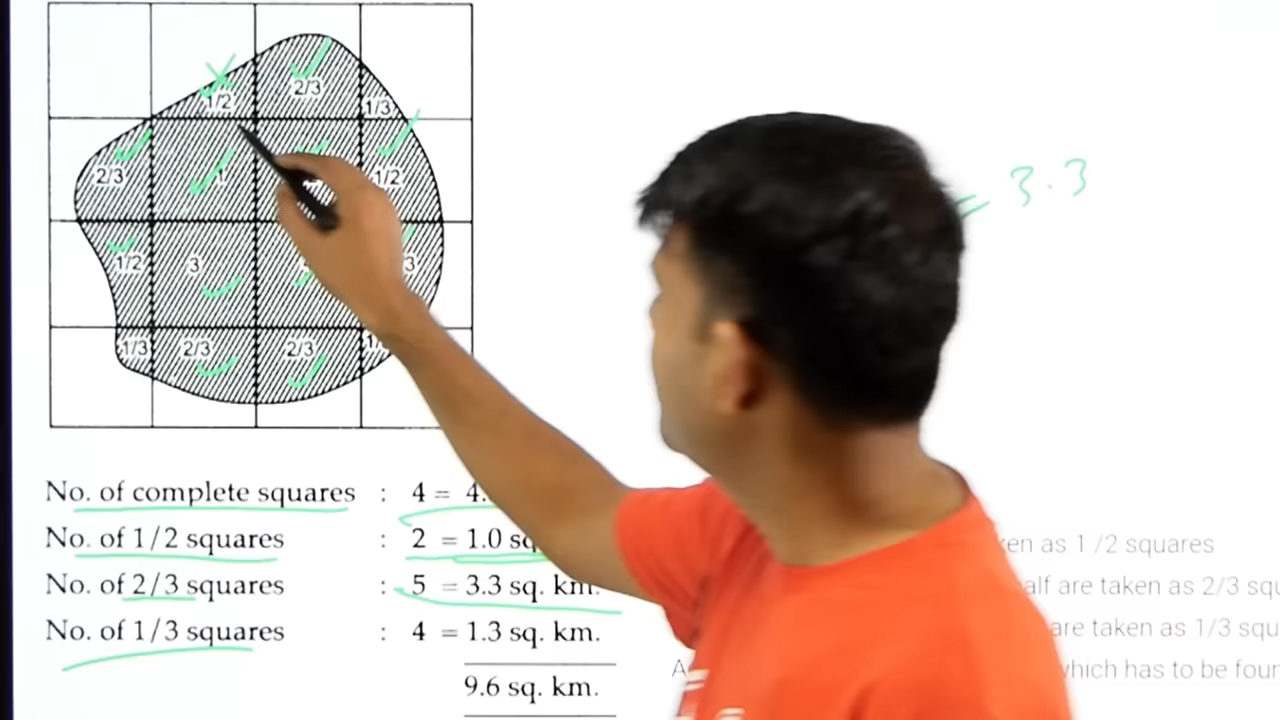 1/2
2/3
1/3
2/3
1
1/2
1/2
3
3
1/3
2/3
2/3
= 3.3
No. of complete squares : 4 = 4.
No. of 1/2 squares : 2 = 1.0 sq
No. of 2/3 squares : 5 = 3.3 sq. km.
No. of 1/3 squares : 4 = 1.3 sq. km.
9.6 sq. km.
ken as 1 /2 squares
alf are taken as 2/3 squ
are taken as 1/3 squ
which has to be foun